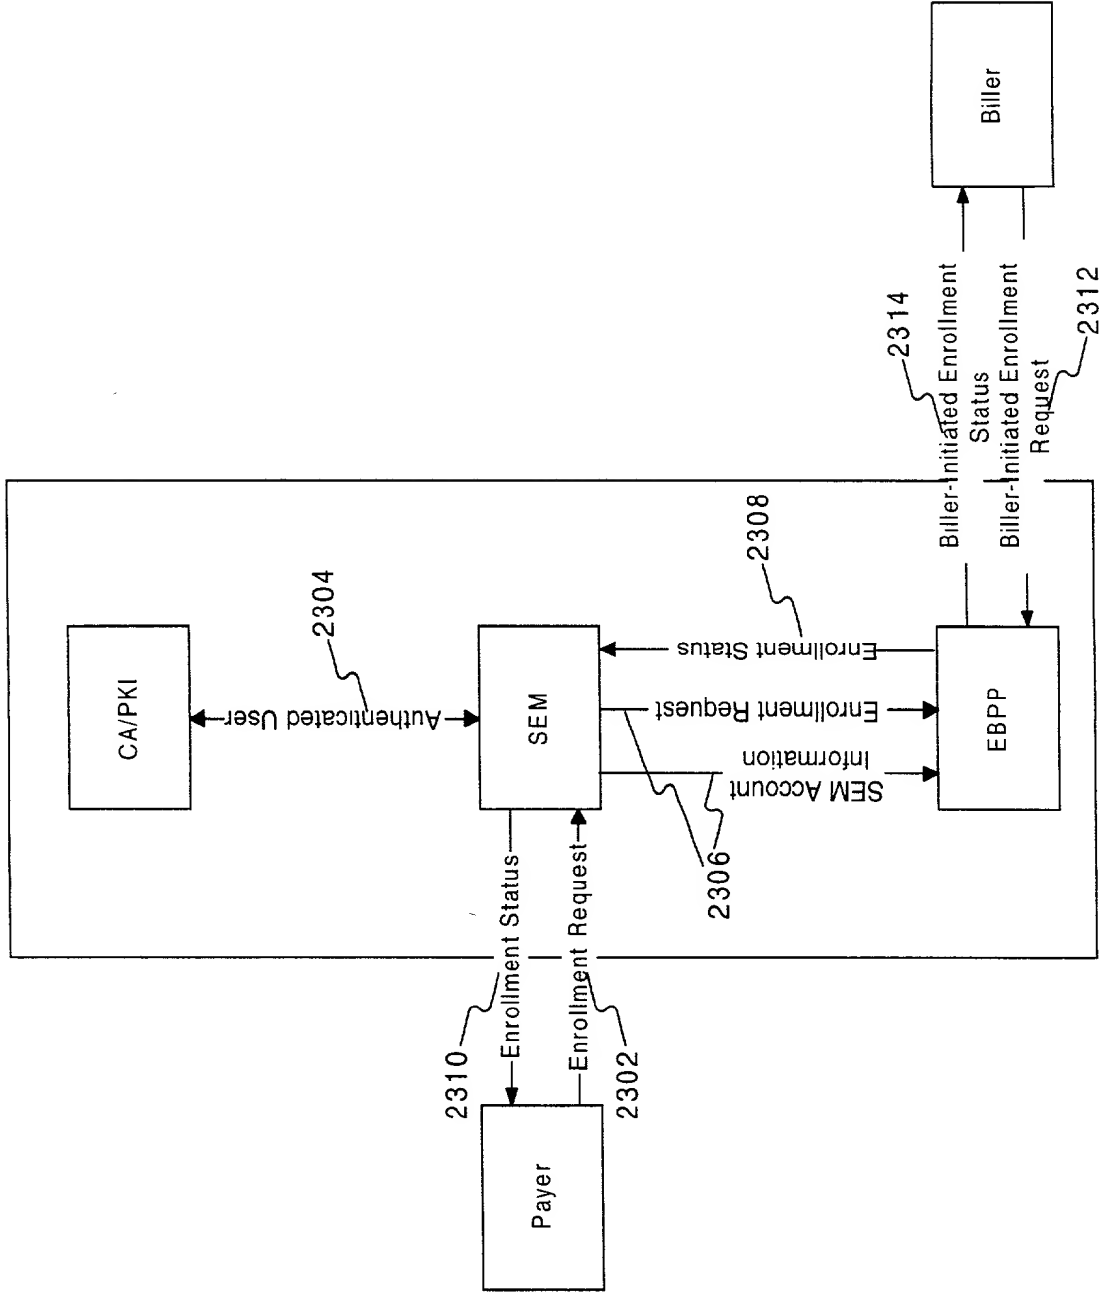 CA/PKI
2304
Authenticated User
2310
Enrollment Status
Payer
SEM
Enrollment Request
2302
2306
SEM Account
Information
Enrollment Request
Enrollment Status
2308
EBPP
2314
Biller-Initiated Enrollment
Status
Biller-Initiated Enrollment
Request
2312
Biller